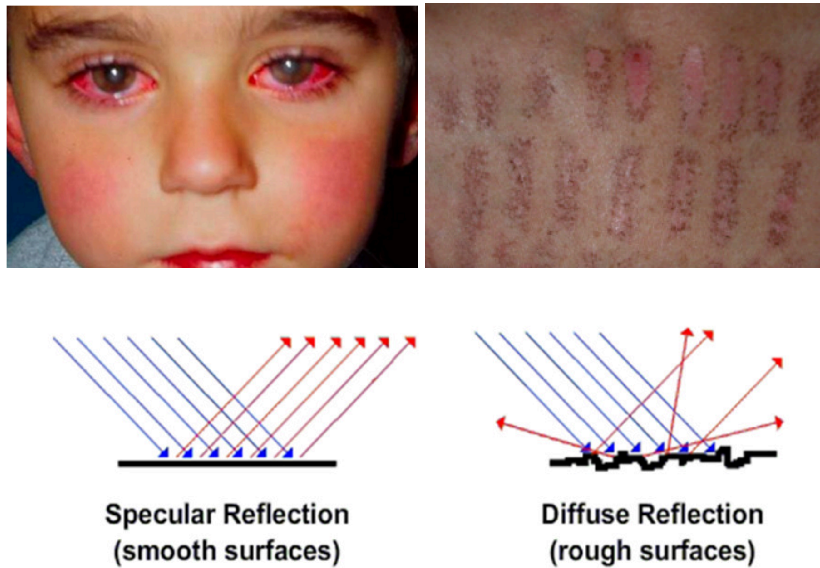 Specular Reflection
(smooth surfaces)
Diffuse Reflection
(rough surfaces)